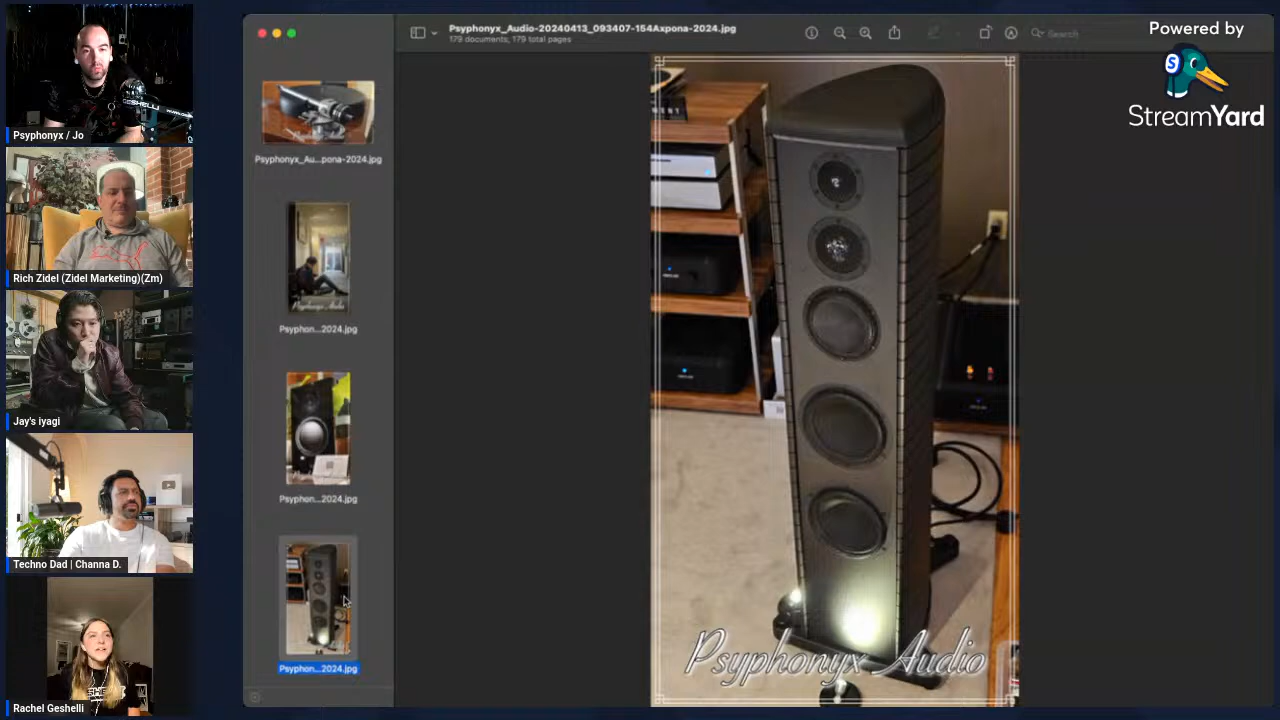 Psyphonyx / Jo
Rich Zidel (Zidel Marketing)(Zm)
Jay's iyagi
Techno Dad | Channa D.
Rachel Geshelli
Psyphonyx_Audio-20240413_093407-154Axpona-2024.jpg
179 documents, 179 total pages
Search
Psyphonyx_Au...pona-2024.jpg
Psyphon...2024.jpg
Psyphon...2024.jpg
Psyphon...2024.jpg
Psyphonyx Audio
Powered by
StreamYard
GESHELLI